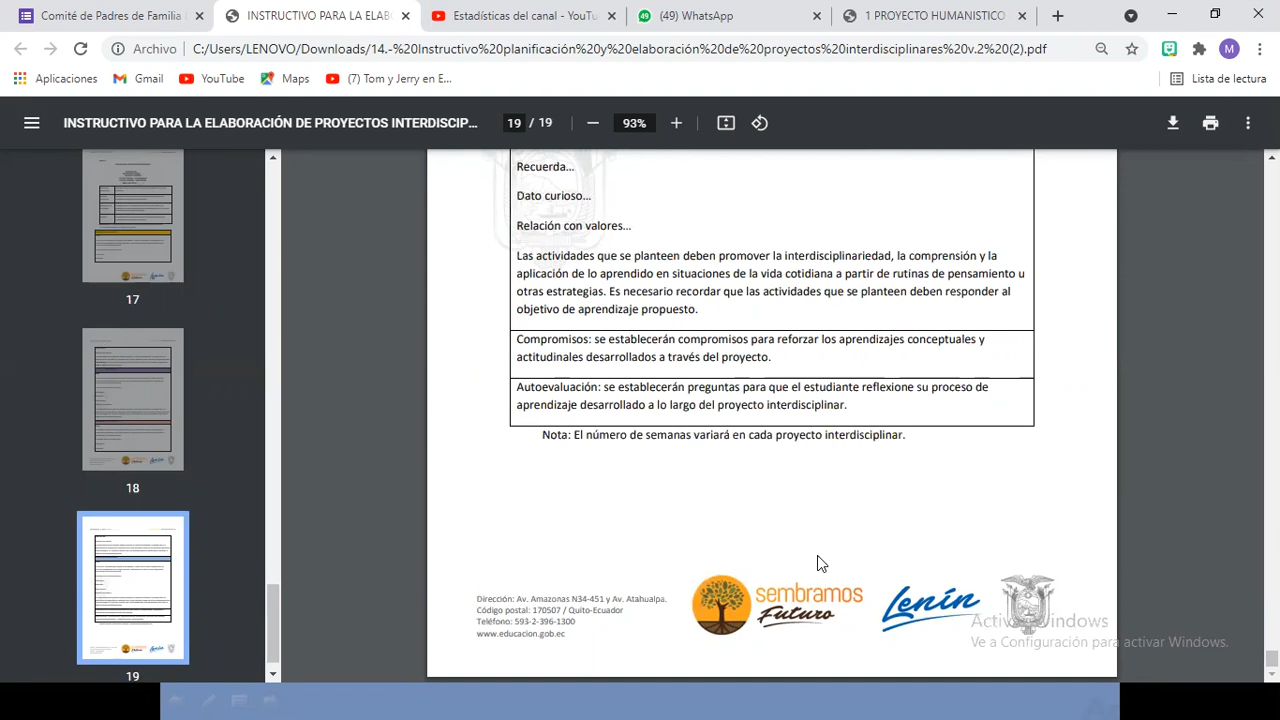 Comité de Padres de Familia
INSTRUCTIVO PARA LA ELAB
Estadísticas del canal - YouTu
(49) WhatsApp
1 PROYECTO HUMANISTICO
Archivo
C:/Users/LENOVO/Downloads/14.-%20Instructivo%20planificación%20y%20elaboración%20de%20proyectos%20interdisciplinares%20v.2%20(2).pdf
M
Aplicaciones
Gmail
YouTube
Maps
(7) Tom y Jerry en E...
Lista de lectura
INSTRUCTIVO PARA LA ELABORACIÓN DE PROYECTOS INTERDISCIP...
19 / 19
93%
17
18
19
Recuerda...
Dato curioso...
Relación con valores...
Las actividades que se planteen deben promover la interdisciplinariedad, la comprensión y la
aplicación de lo aprendido en situaciones de la vida cotidiana a partir de rutinas de pensamiento u
otras estrategias. Es necesario recordar que las actividades que se planteen deben responder al
objetivo de aprendizaje propuesto.
Compromisos: se establecerán compromisos para reforzar los aprendizajes conceptuales y
actitudinales desarrollados a través del proyecto.
Autoevaluación: se establecerán preguntas para que el estudiante reflexione su proceso de
aprendizaje desarrollado a lo largo del proyecto interdisciplinar.
Nota: El número de semanas variará en cada proyecto interdisciplinar.
Dirección: Av. Amazonas N34-451 y Av. Atahualpa.
Código postal: 170507 / Quito-Ecuador
Teléfono: 593-2-396-1300
www.educacion.gob.ec
sembramos
Futuro
Lenín
Activar Windows
Ve a Configuración para activar Windows.